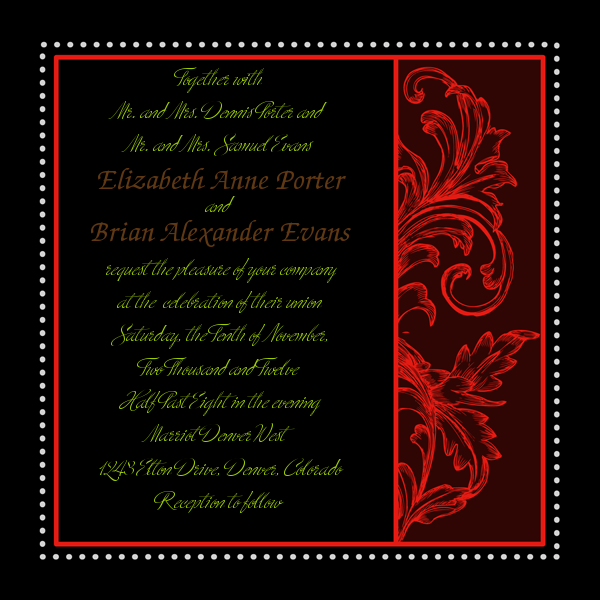 Together with
Mr. and Mrs. Dennis Porter and
Mr. and Mrs. Samuel Evans
Elizabeth Anne Porter
and
Brian Alexander Evans
request the pleasure of your company
at the celebration of their union
Saturday, the Tenth of November,
Two Thousand and Twelve
Half Past Eight in the evening
Marriot Denver West
1248 Elton Drive, Denver, Colorado
Reception to follow